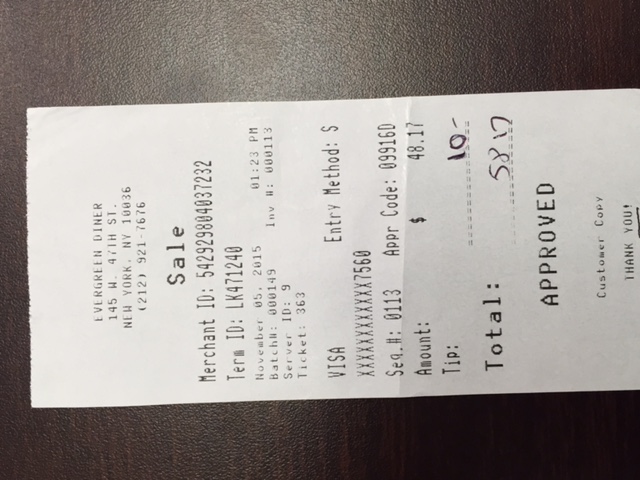 EVERGREEN DINER
145 W. 47TH ST.
NEW YORK, NY 10036
(212) 921-7676
Sale
Merchant ID: 542929804037232
Term ID: LK471240
November 05, 2015 01:23 PM
Batch#: 000149 Inv #: 000113
Server ID: 9
Ticket: 363
VISA Entry Method: S
XXXXXXXXXXXX7560
Seq.#: 0113 Appr Code: 09916D
Amount: $ 48.17
Tip: 10-
Total: 58 17
APPROVED
Customer Copy
THANK YOU!